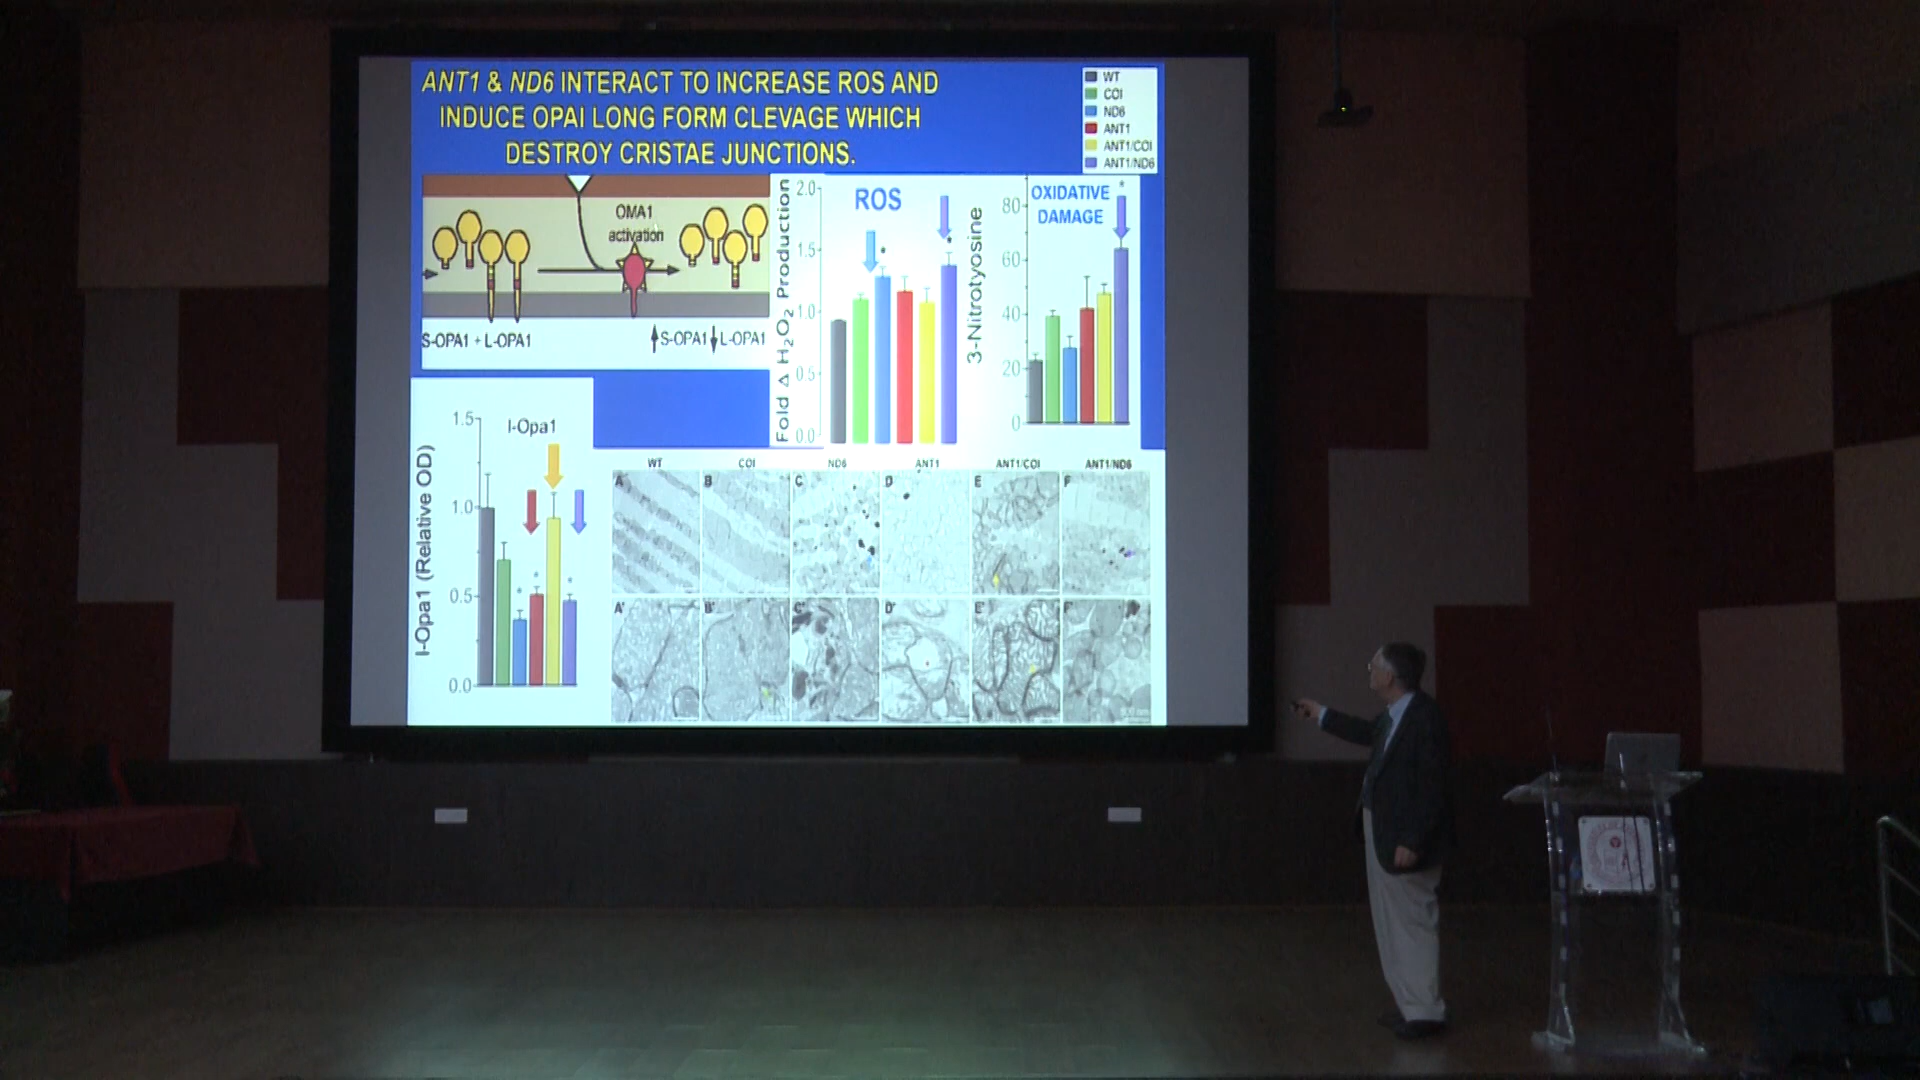 ANT1 & ND6 INTERACT TO INCREASE ROS AND
INDUCE OPAI LONG FORM CLEVAGE WHICH
DESTROY CRISTAE JUNCTIONS.
WT
COI
ND6
ANT1
ANT1/COI
ANT1/ND6
OMA1
activation
S-OPA1 + L-OPA1
S-OPA1 L-OPA1
Fold Δ H2O2 Production
2.0
1.5
1.0
0.5
0.0
ROS
*
*
3-Nitrotyosine
80
60
40
20
0
OXIDATIVE
DAMAGE
*
l-Opa1 (Relative OD)
1.5
1.0
0.5
0.0
l-Opa1
* * *
WT COI ND6 ANT1 ANT1/COI ANT1/ND6
A B C D E F
A' B' C' D' E' F'